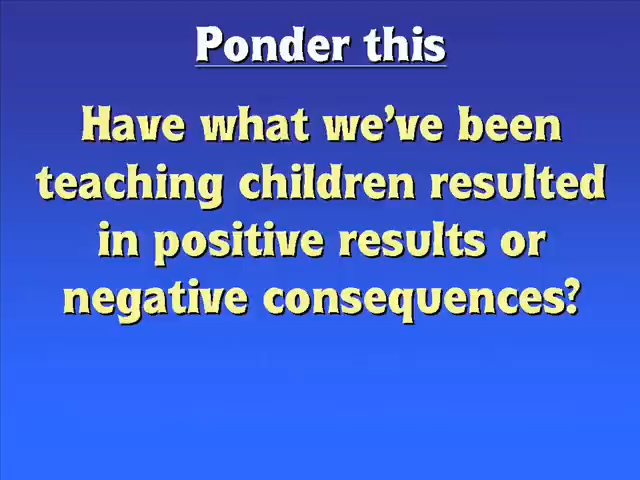 Ponder this
Have what we've been
teaching children resulted
in positive results or
negative consequences?